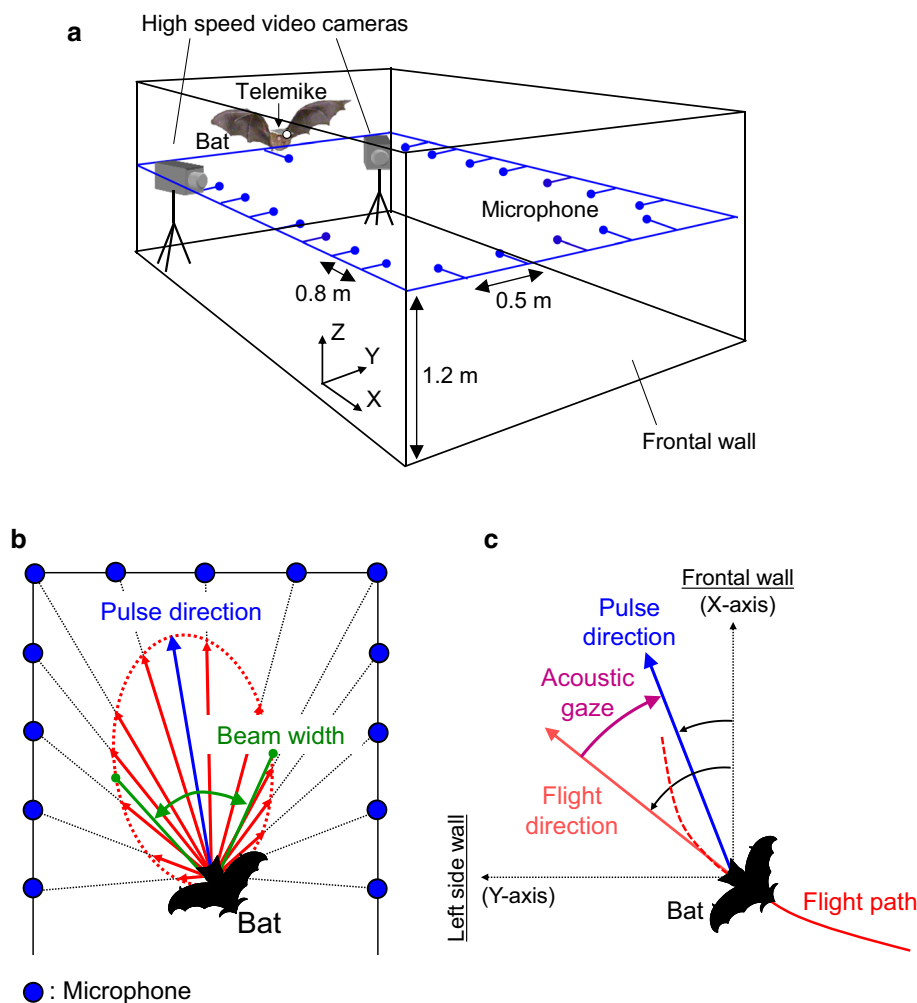 a
High speed video cameras
Telemike
Bat
Microphone
0.8 m
0.5 m
Z
Y
X
1.2 m
Frontal wall
b
Pulse direction
Beam width
Bat
: Microphone
c
Frontal wall
(X-axis)
Pulse
direction
Acoustic
gaze
Flight
direction
Left side wall
(Y-axis)
Bat
Flight path